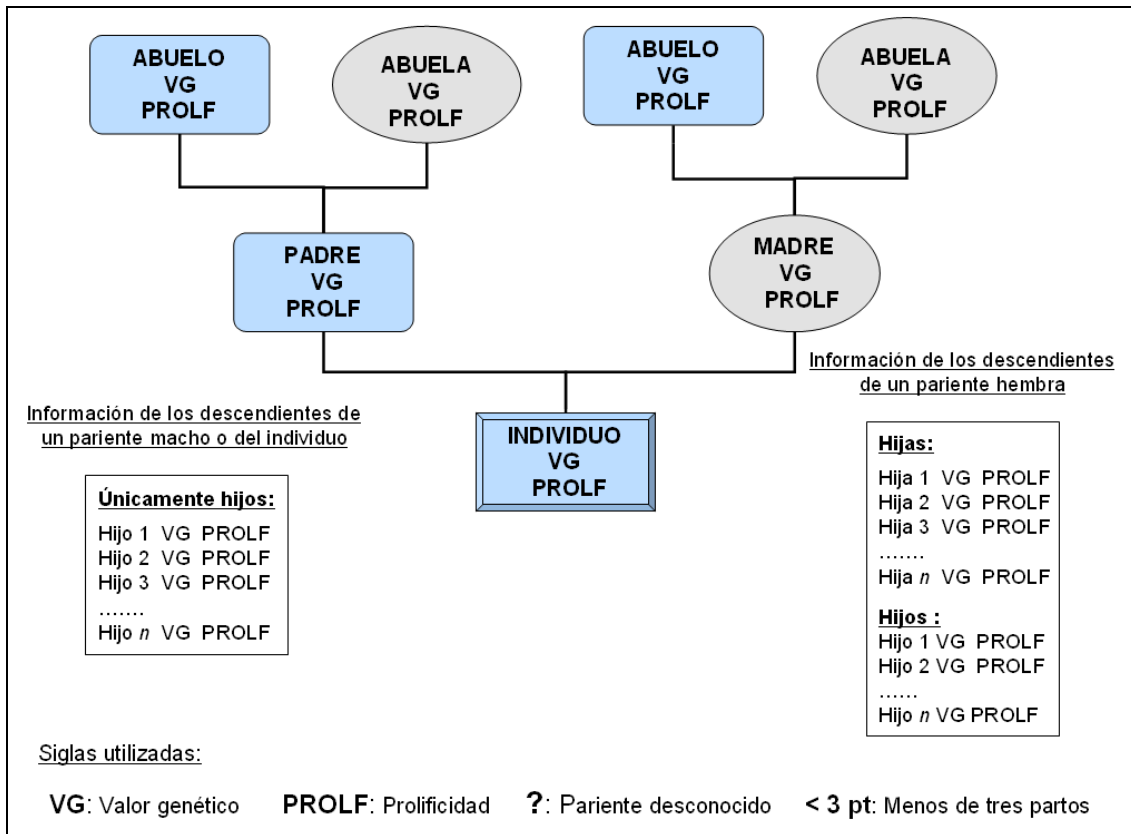 ABUELO
VG
PROLF
ABUELA
VG
PROLF
ABUELO
VG
PROLF
ABUELA
VG
PROLF
PADRE
VG
PROLF
MADRE
VG
PROLF
INDIVIDUO
VG
PROLF
Información de los descendientes de
un pariente macho o del individuo
Únicamente hijos:
Hijo 1 VG PROLF
Hijo 2 VG PROLF
Hijo 3 VG PROLF
.......
Hijo n VG PROLF
Información de los descendientes
de un pariente hembra
Hijas:
Hija 1 VG PROLF
Hija 2 VG PROLF
Hija 3 VG PROLF
.......
Hija n VG PROLF
Hijos :
Hijo 1 VG PROLF
Hijo 2 VG PROLF
......
Hijo n VG PROLF
Siglas utilizadas:
VG: Valor genético PROLF: Prolificidad ?: Pariente desconocido < 3 pt: Menos de tres partos